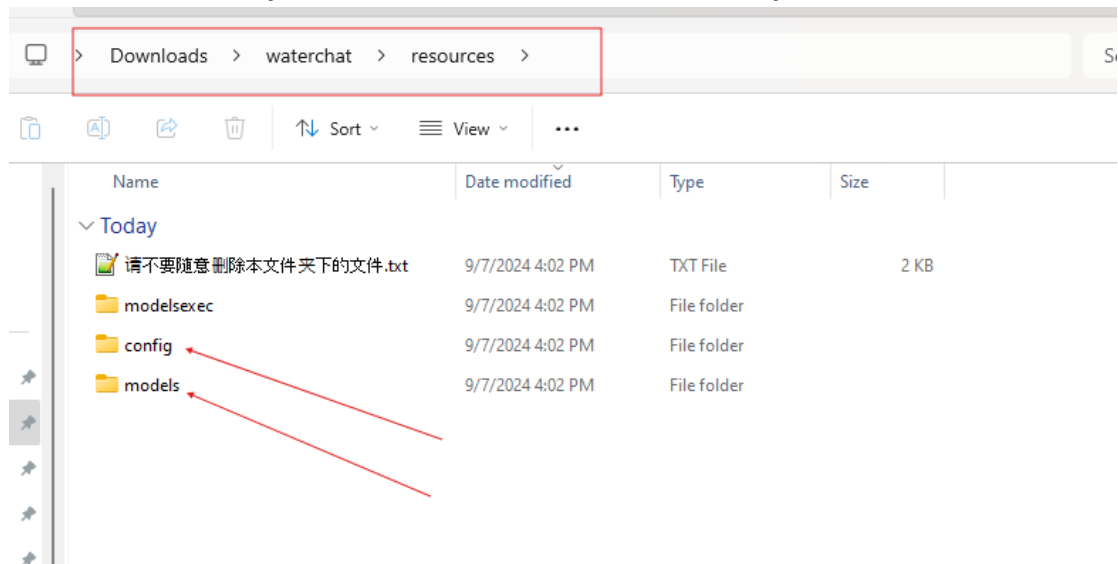 > Downloads > waterchat > resources >
Sort
View
Name Date modified Type Size
Today
请不要随意删除本文件夹下的文件.txt 9/7/2024 4:02 PM TXT File 2 KB
modelsexec 9/7/2024 4:02 PM File folder
config 9/7/2024 4:02 PM File folder
models 9/7/2024 4:02 PM File folder